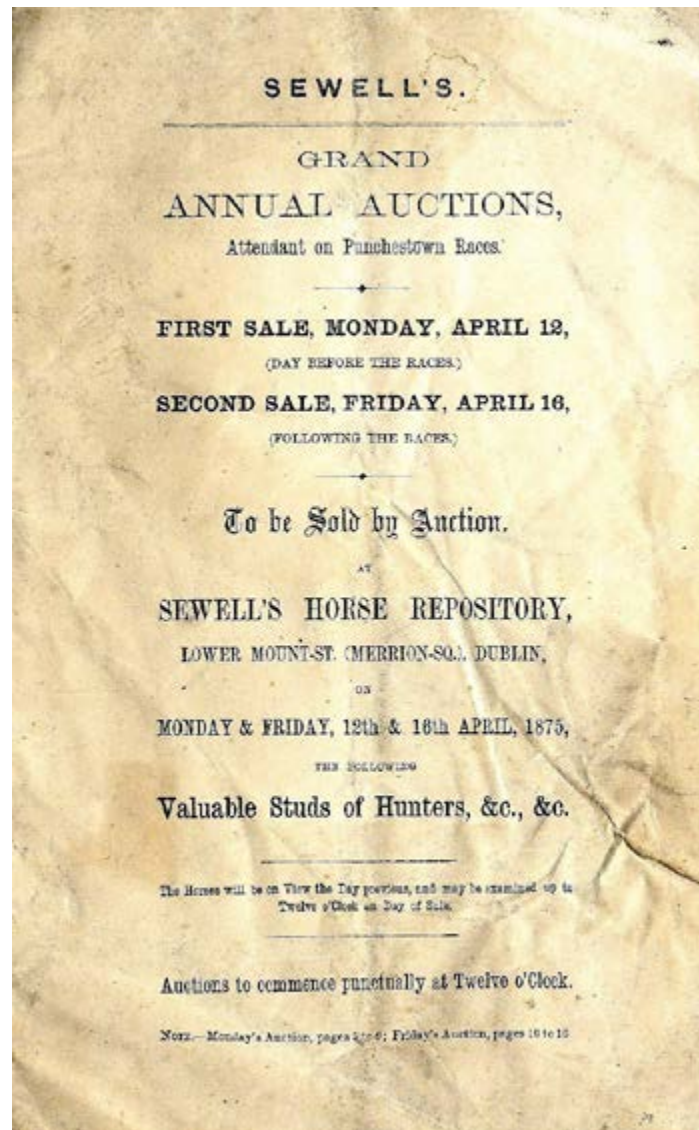 SEWELL'S.
GRAND
ANNUAL AUCTIONS,
Attendant on Punchestown Races.
FIRST SALE, MONDAY, APRIL 12,
(DAY BEFORE THE RACES.)
SECOND SALE, FRIDAY, APRIL 16,
(FOLLOWING THE RACES.)
To be Sold by Auction.
AT
SEWELL'S HORSE REPOSITORY,
LOWER MOUNT-ST. (MERRION-SQ.), DUBLIN,
ON
MONDAY & FRIDAY, 12th & 16th APRIL, 1875,
THE FOLLOWING
Valuable Studs of Hunters, &c., &c.
The Horses will be on View the Day previous, and may be examined up to
Twelve o'Clock on Day of Sale.
Auctions to commence punctually at Twelve o'Clock.
NOTE.—Monday's Auction, pages to Friday's Auction, pages to 16